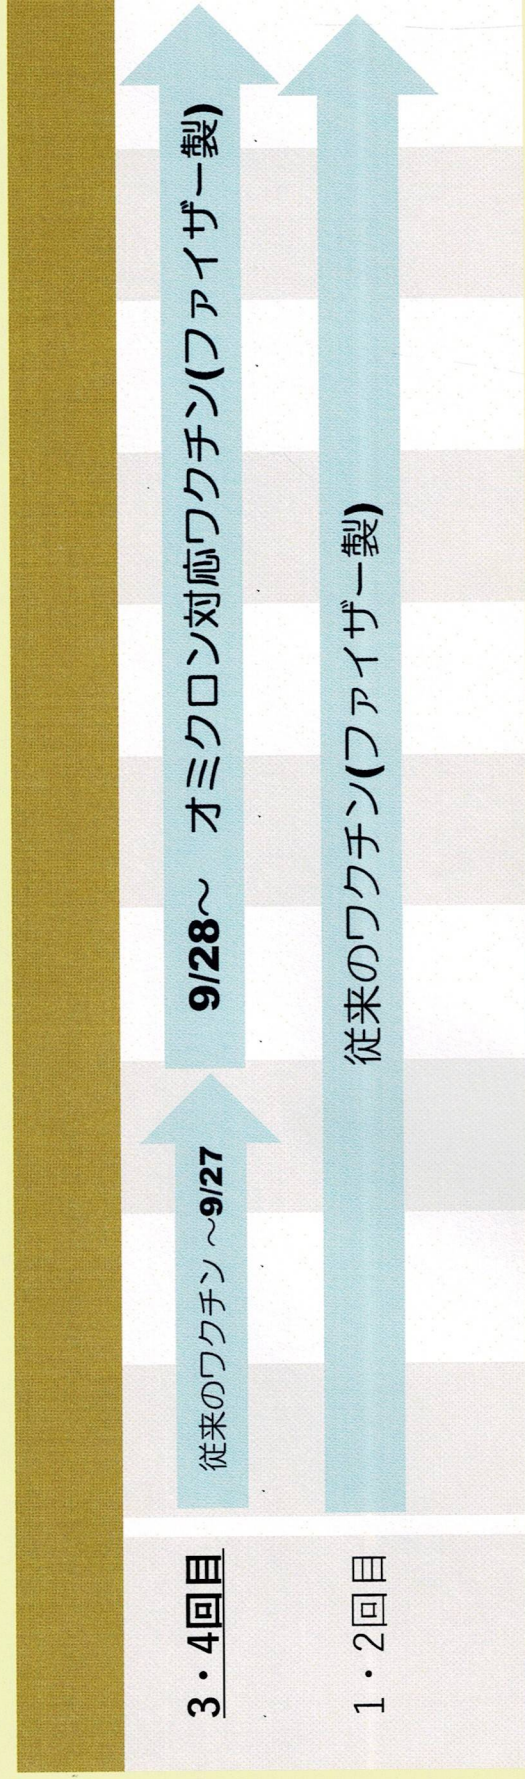 3・4回目
従来のワクチン ～9/27
9/28～ オミクロン対応ワクチン(ファイザー製)
1・2回目
従来のワクチン(ファイザー製)